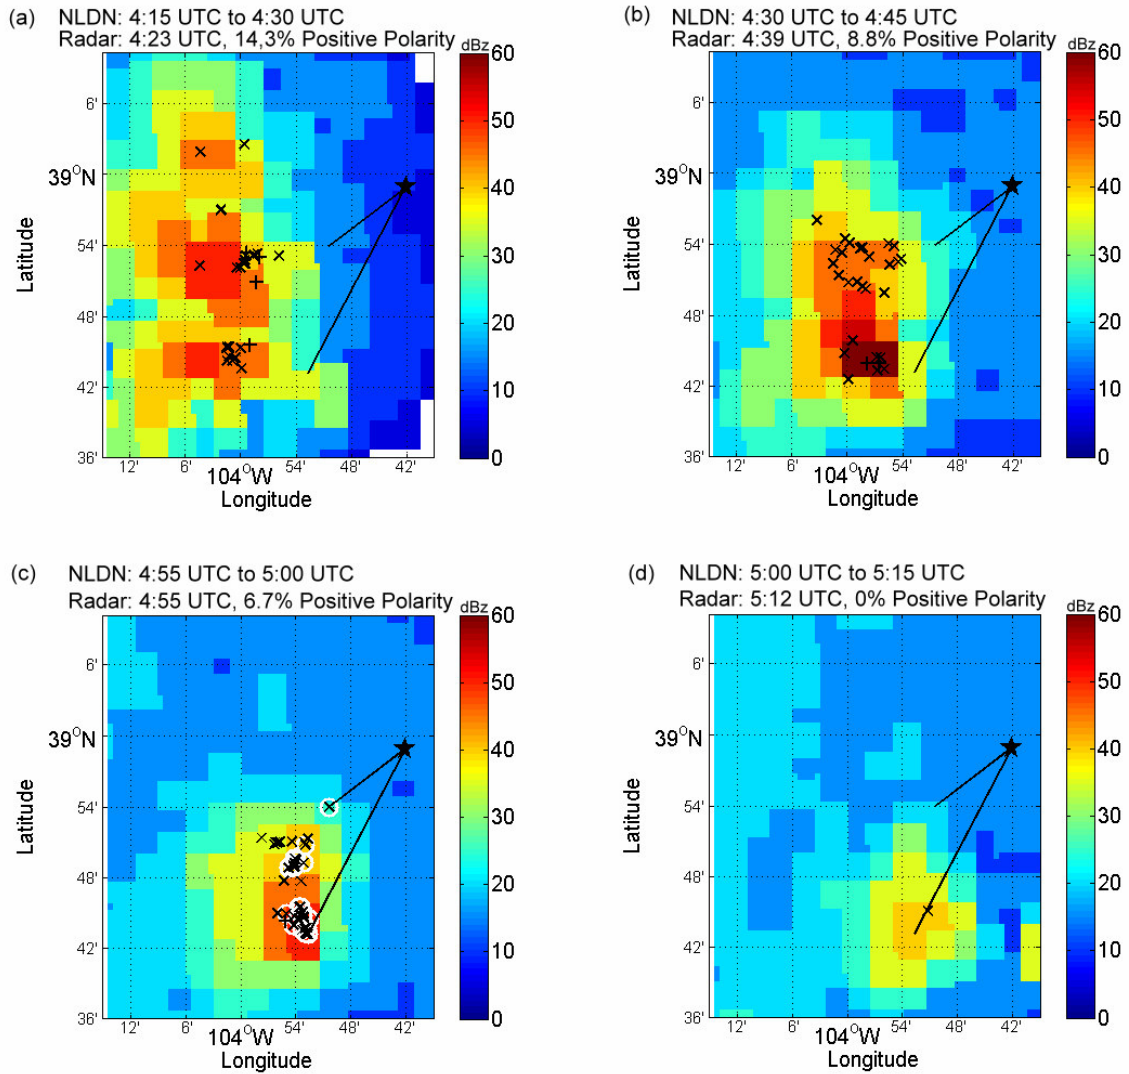 (a) NLDN: 4:15 UTC to 4:30 UTC
Radar: 4:23 UTC, 14,3% Positive Polarity
dBz
60
50
40
30
20
10
0
6'
39°N
54'
48'
42'
36'
Latitude
12' 6' 104°W 54' 48' 42'
Longitude
(b) NLDN: 4:30 UTC to 4:45 UTC
Radar: 4:39 UTC, 8.8% Positive Polarity
dBz
60
50
40
30
20
10
0
6'
39°N
54'
48'
42'
36'
Latitude
12' 6' 104°W 54' 48' 42'
Longitude
(c) NLDN: 4:55 UTC to 5:00 UTC
Radar: 4:55 UTC, 6.7% Positive Polarity
dBz
60
50
40
30
20
10
0
6'
39°N
54'
48'
42'
36'
Latitude
12' 6' 104°W 54' 48' 42'
Longitude
(d) NLDN: 5:00 UTC to 5:15 UTC
Radar: 5:12 UTC, 0% Positive Polarity
dBz
60
50
40
30
20
10
0
6'
39°N
54'
48'
42'
36'
Latitude
12' 6' 104°W 54' 48' 42'
Longitude